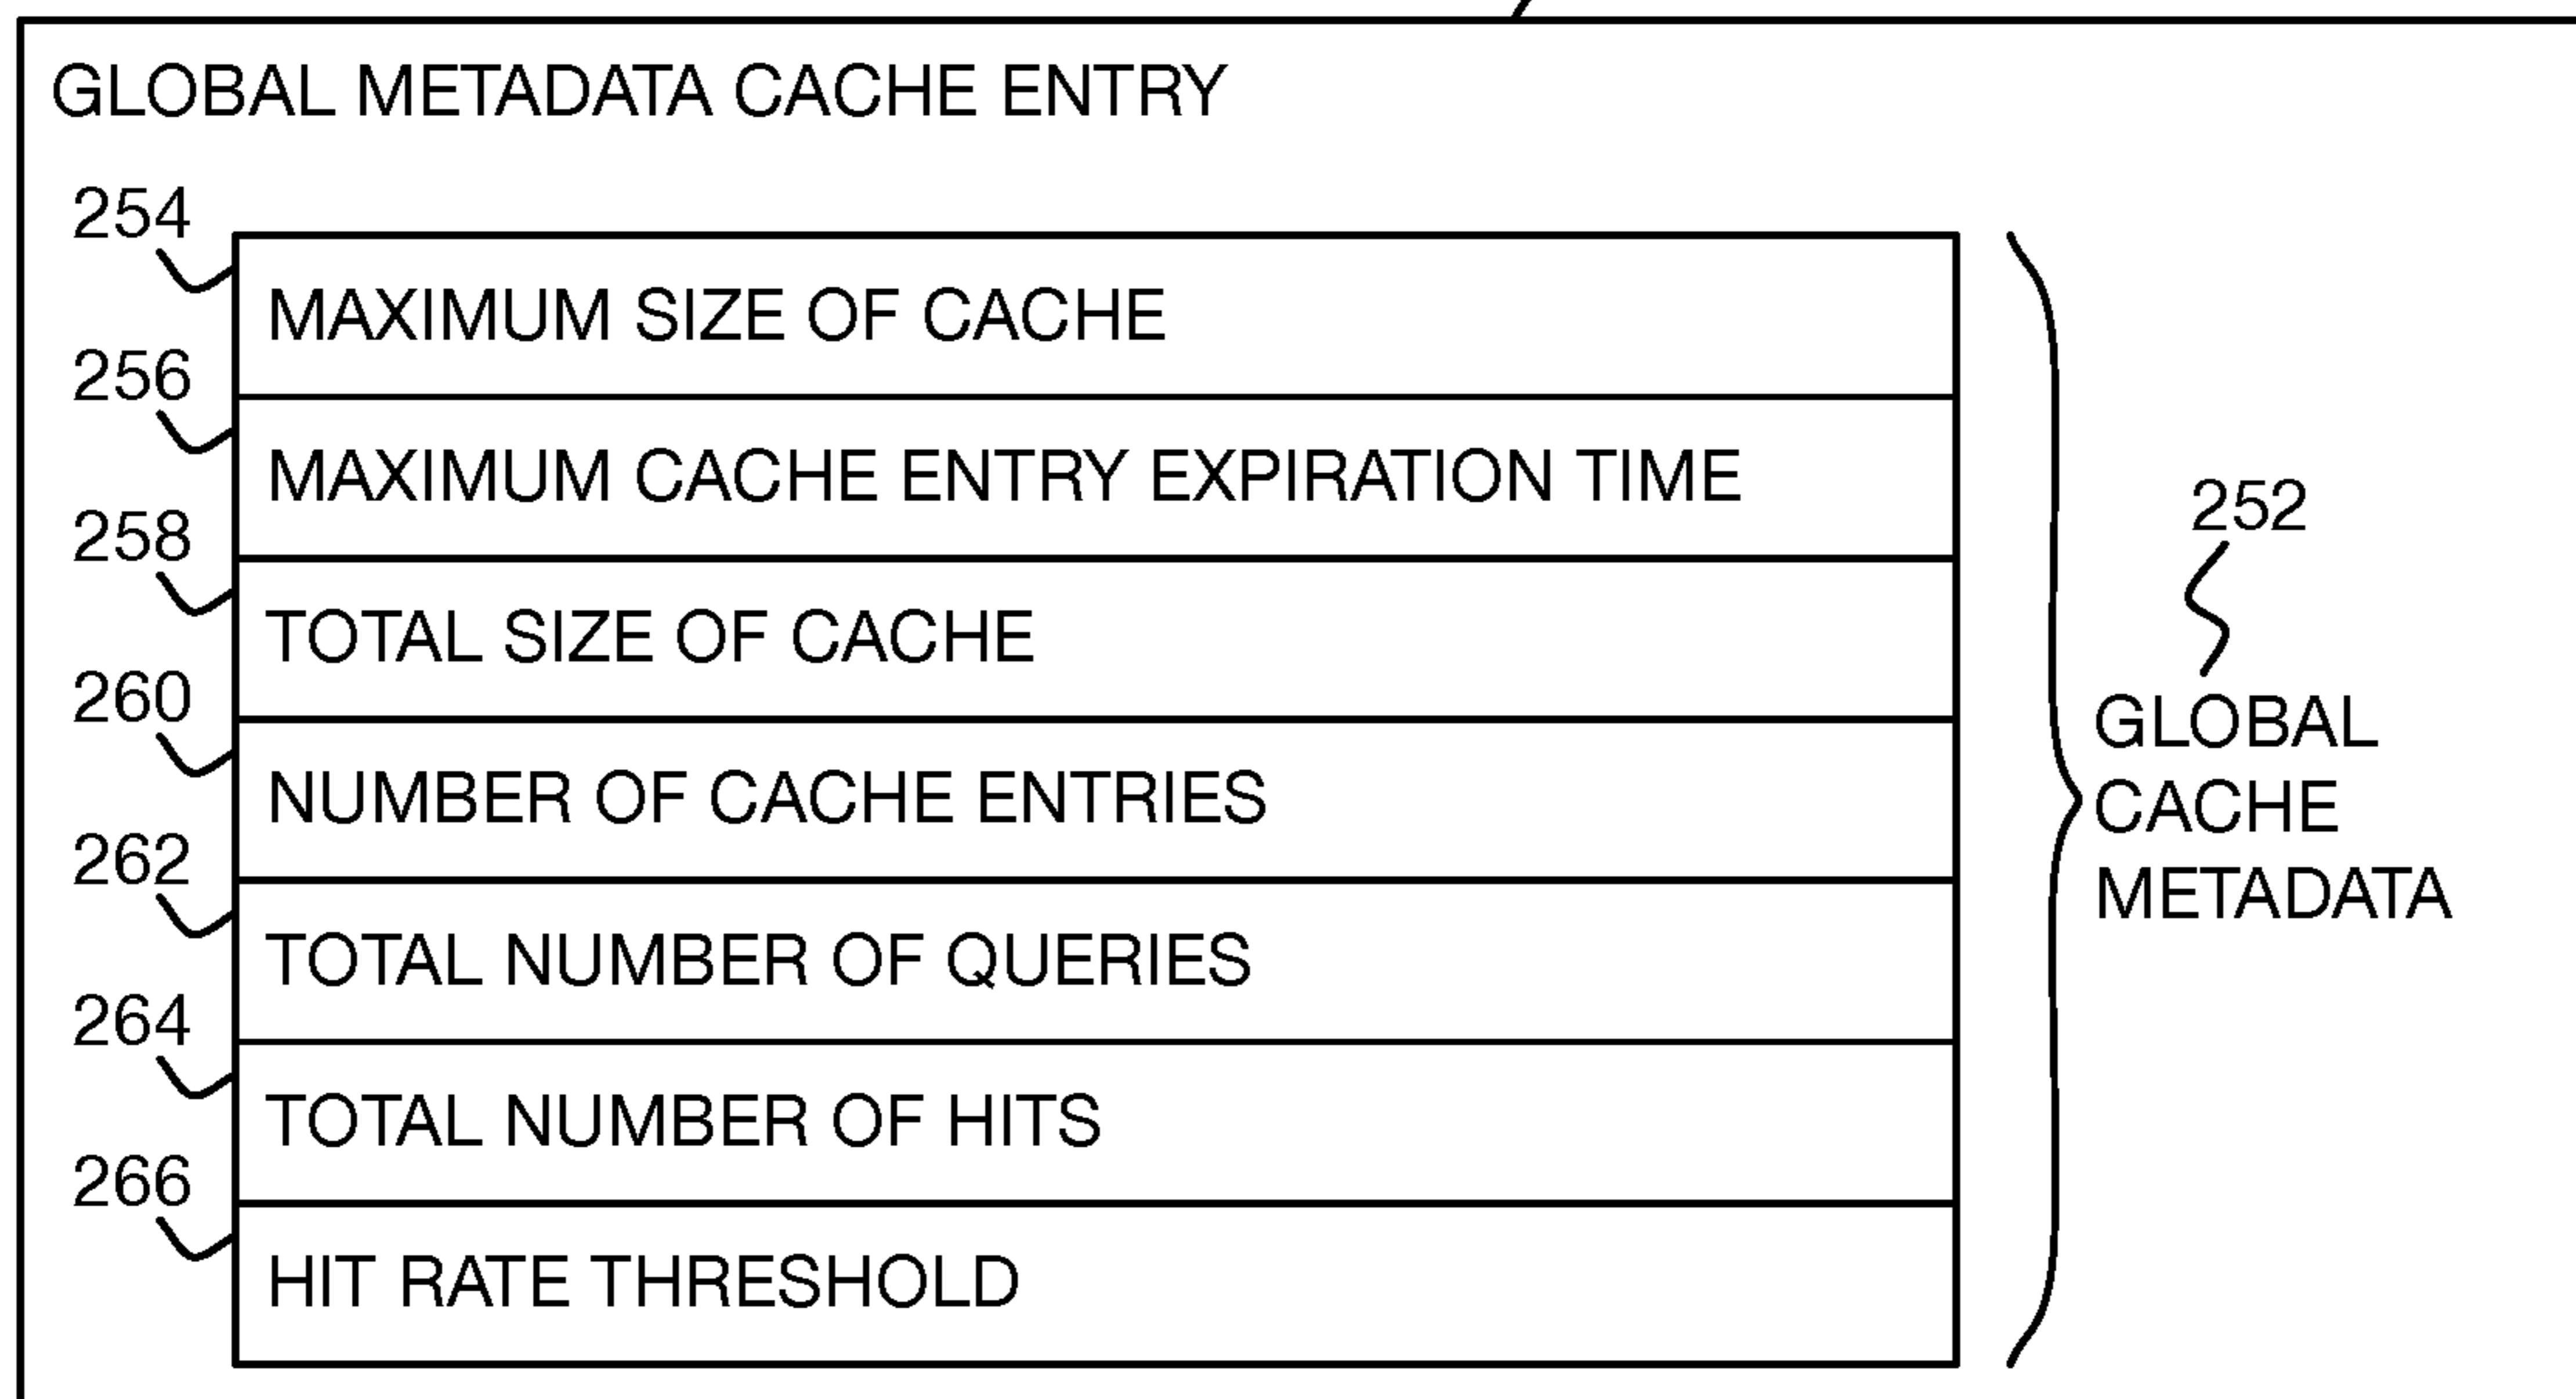 GLOBAL METADATA CACHE ENTRY
254
MAXIMUM SIZE OF CACHE
256
MAXIMUM CACHE ENTRY EXPIRATION TIME
258
TOTAL SIZE OF CACHE
260
NUMBER OF CACHE ENTRIES
262
TOTAL NUMBER OF QUERIES
264
TOTAL NUMBER OF HITS
266
HIT RATE THRESHOLD
252
GLOBAL
CACHE
METADATA